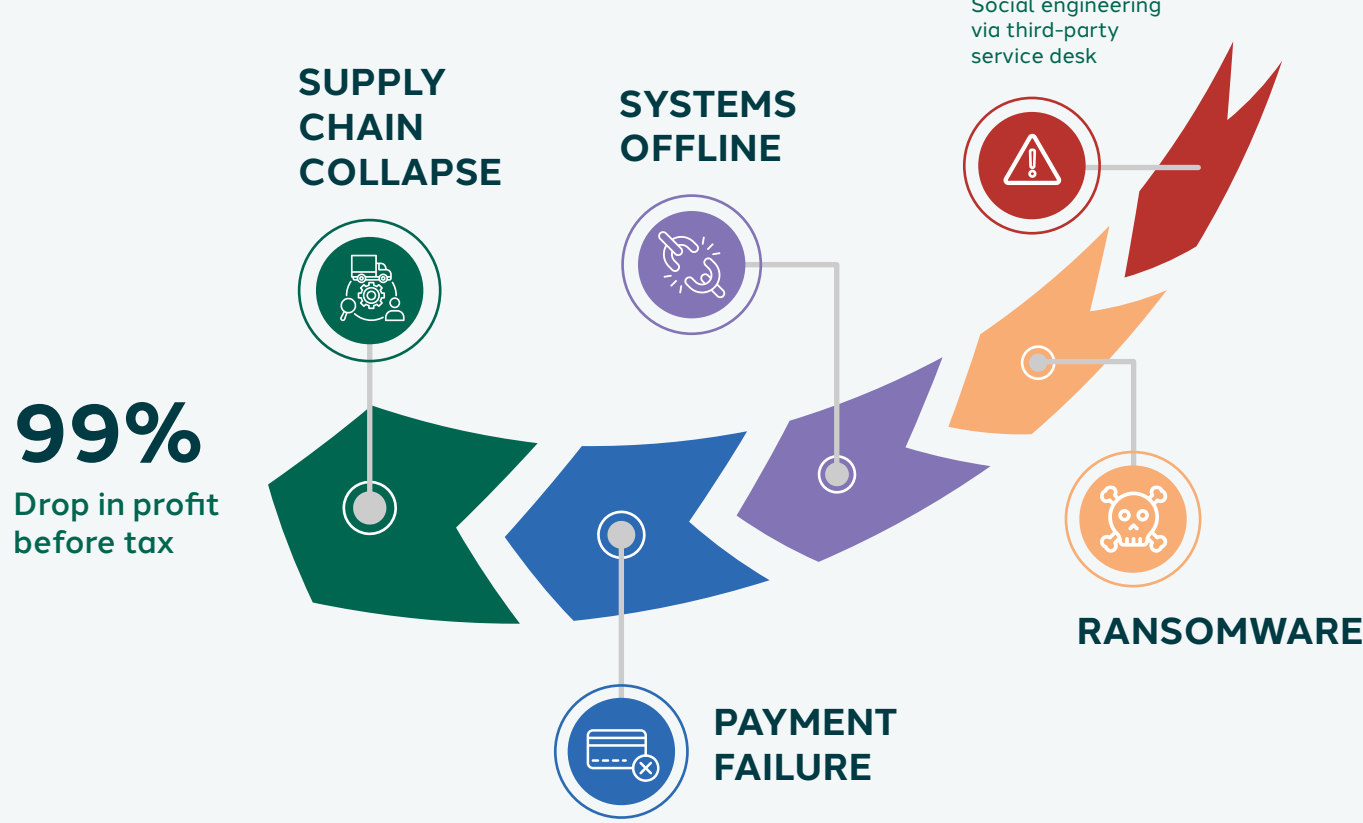 Social engineering
via third-party
service desk
SUPPLY
CHAIN
COLLAPSE
SYSTEMS
OFFLINE
99%
Drop in profit
before tax
RANSOMWARE
PAYMENT
FAILURE